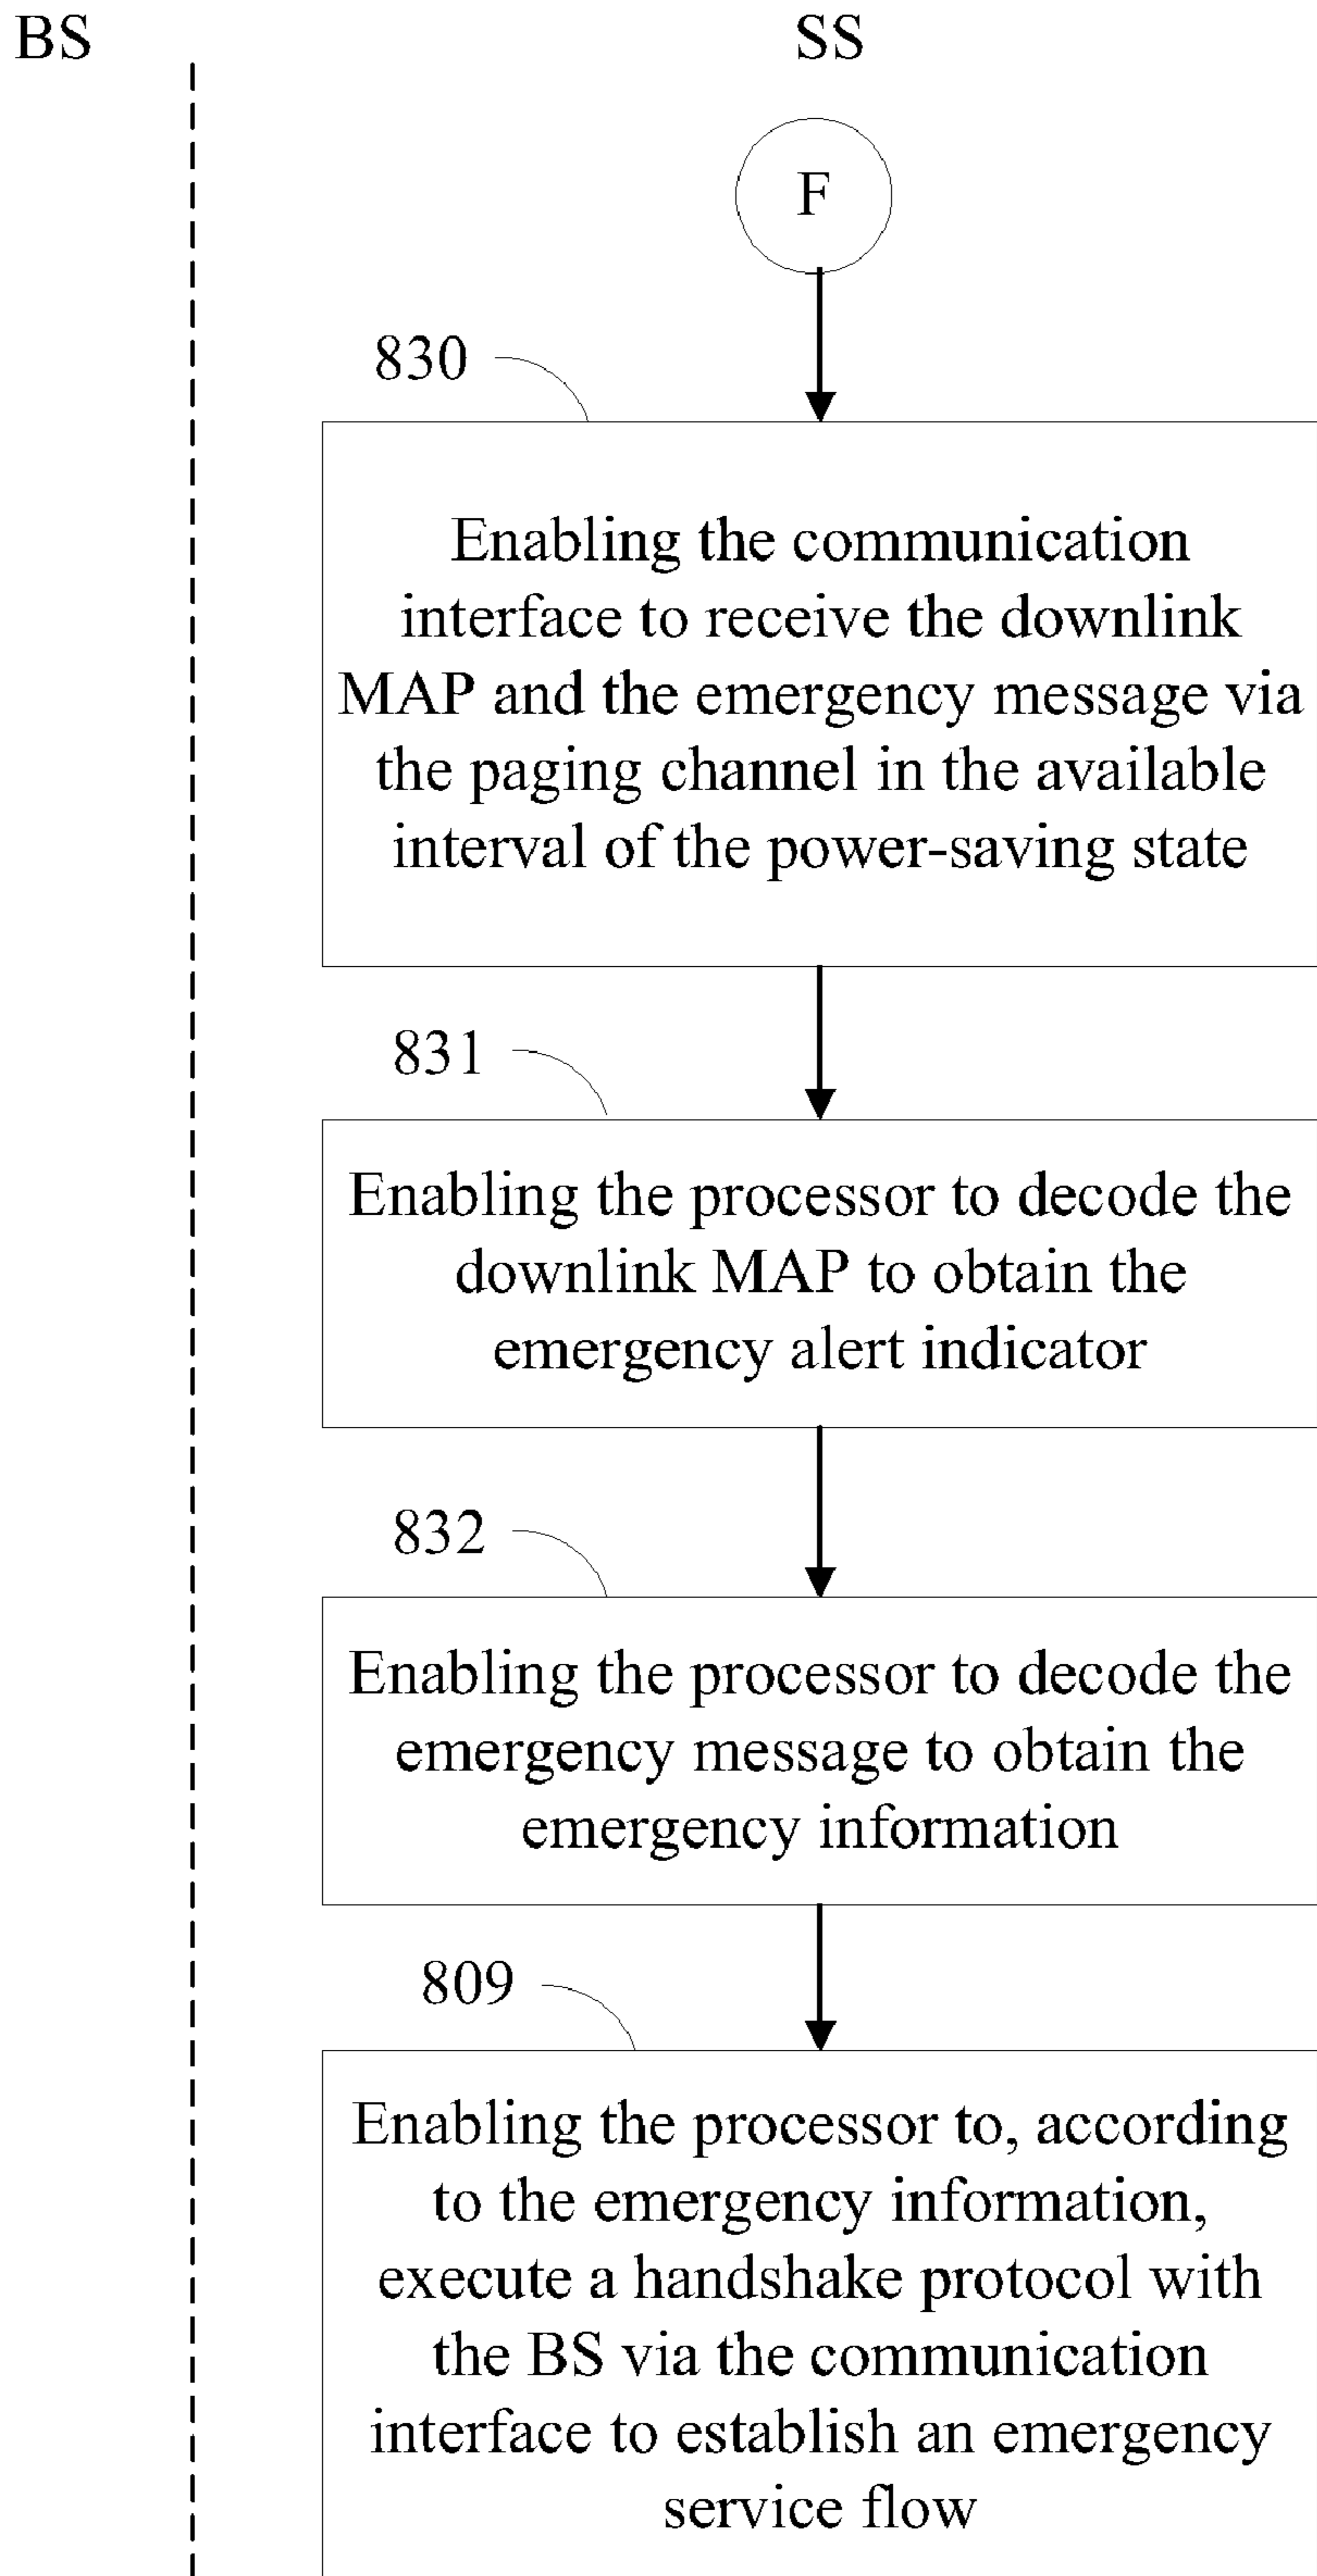 BS
SS
F
830
Enabling the communication
interface to receive the downlink
MAP and the emergency message via
the paging channel in the available
interval of the power-saving state
831
Enabling the processor to decode the
downlink MAP to obtain the
emergency alert indicator
832
Enabling the processor to decode the
emergency message to obtain the
emergency information
809
Enabling the processor to, according
to the emergency information,
execute a handshake protocol with
the BS via the communication
interface to establish an emergency
service flow